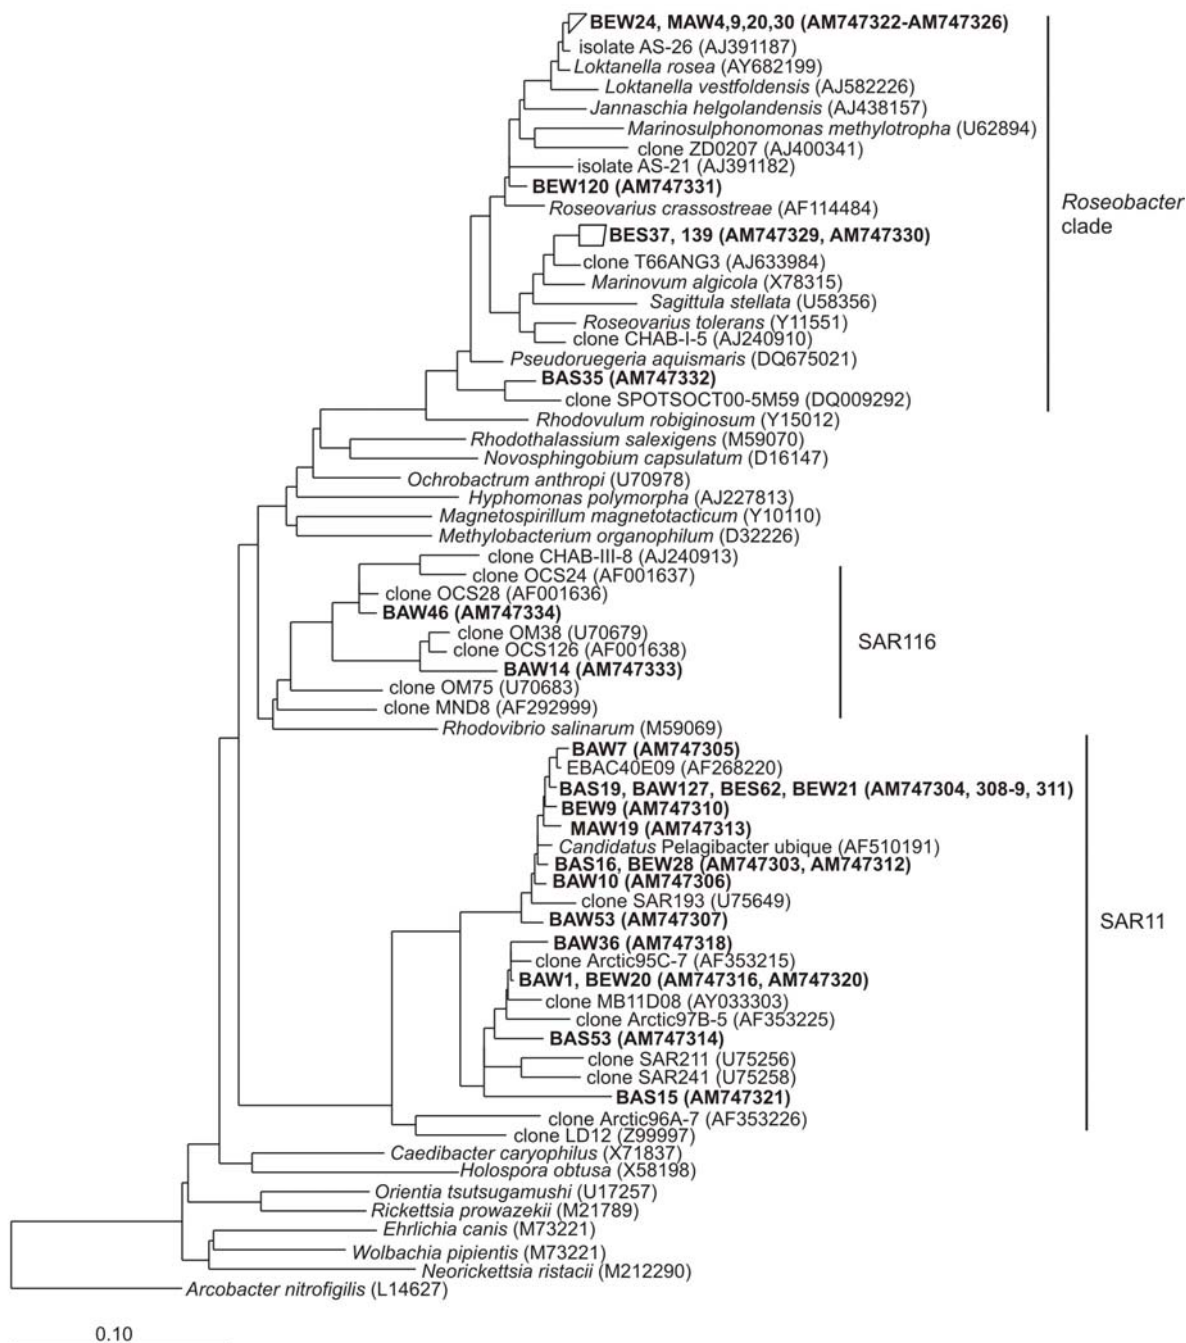 BEW24, MAW4,9,20,30 (AM747322-AM747326)
isolate AS-26 (AJ391187)
Loktanella rosea (AY682199)
Loktanella vestfoldensis (AJ582226)
Jannaschia helgolandensis (AJ438157)
Marinosulphonomonas methylotropha (U62894)
clone ZD0207 (AJ400341)
isolate AS-21 (AJ391182)
BEW120 (AM747331)
Roseovarius crassostreae (AF114484)
Roseobacter
clade
BES37, 139 (AM747329, AM747330)
clone T66ANG3 (AJ633984)
Marinovum algicola (X78315)
Sagittula stellata (U58356)
Roseovarius tolerans (Y11551)
clone CHAB-I-5 (AJ240910)
Pseudoruegeria aquismaris (DQ675021)
BAS35 (AM747332)
clone SPOTSOCT00-5M59 (DQ009292)
Rhodovulum robiginosum (Y15012)
Rhodothalassium salexigens (M59070)
Novosphingobium capsulatum (D16147)
Ochrobactrum anthropi (U70978)
Hyphomonas polymorpha (AJ227813)
Magnetospirillum magnetotacticum (Y10110)
Methylobacterium organophilum (D32226)
clone CHAB-III-8 (AJ240913)
clone OCS24 (AF001637)
clone OCS28 (AF001636)
BAW46 (AM747334)
clone OM38 (U70679)
clone OCS126 (AF001638)
SAR116
BAW14 (AM747333)
clone OM75 (U70683)
clone MND8 (AF292999)
Rhodovibrio salinarum (M59069)
BAW7 (AM747305)
EBAC40E09 (AF268220)
BAS19, BAW127, BES62, BEW21 (AM747304, 308-9, 311)
BEW9 (AM747310)
MAW19 (AM747313)
Candidatus Pelagibacter ubique (AF510191)
BAS16, BEW28 (AM747303, AM747312)
BAW10 (AM747306)
clone SAR193 (U75649)
BAW53 (AM747307)
SAR11
BAW36 (AM747318)
clone Arctic95C-7 (AF353215)
BAW1, BEW20 (AM747316, AM747320)
clone MB11D08 (AY033303)
clone Arctic97B-5 (AF353225)
BAS53 (AM747314)
clone SAR211 (U75256)
clone SAR241 (U75258)
BAS15 (AM747321)
clone Arctic96A-7 (AF353226)
clone LD12 (Z99997)
Caedibacter caryophilus (X71837)
Holospora obtusa (X58198)
Orientia tsutsugamushi (U17257)
Rickettsia prowazekii (M21789)
Ehrlichia canis (M73221)
Wolbachia pipientis (M73221)
Neorickettsia ristacii (M212290)
Arcobacter nitrofigilis (L14627)
0.10